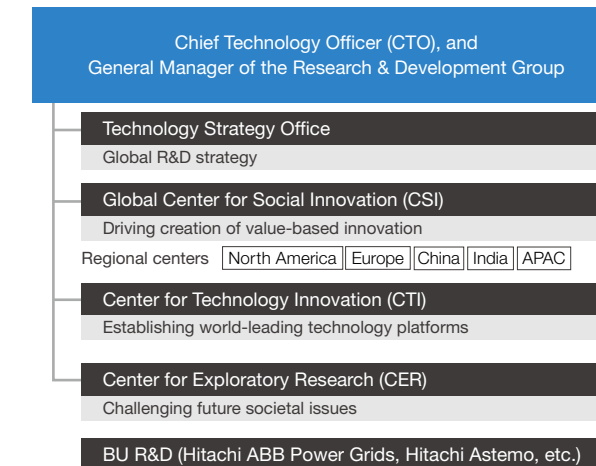 Chief Technology Officer (CTO), and
General Manager of the Research & Development Group
Technology Strategy Office
Global R&D strategy
Global Center for Social Innovation (CSI)
Driving creation of value-based innovation
Regional centers North America Europe China India APAC
Center for Technology Innovation (CTI)
Establishing world-leading technology platforms
Center for Exploratory Research (CER)
Challenging future societal issues
BU R&D (Hitachi ABB Power Grids, Hitachi Astemo, etc.)